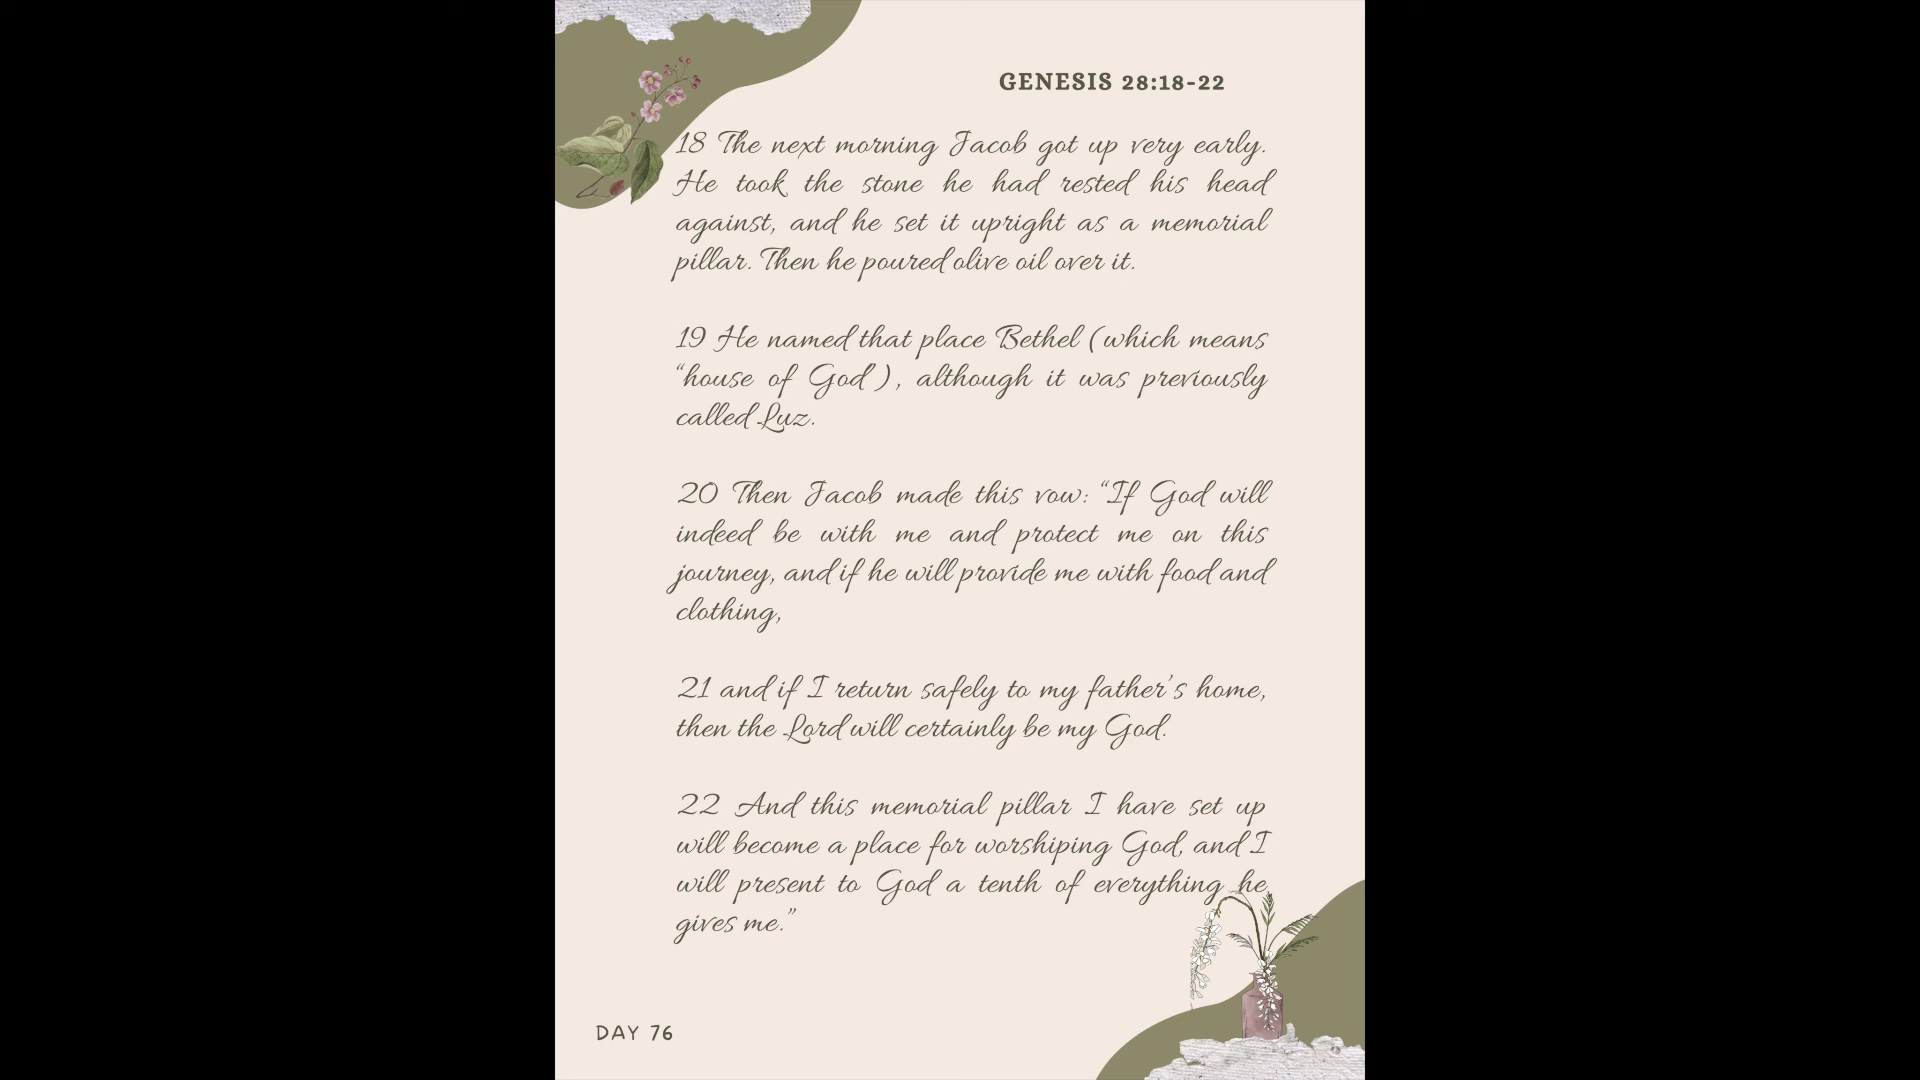 GENESIS 28:18-22
18 The next morning Jacob got up very early.
He took the stone he had rested his head
against, and he set it upright as a memorial
pillar. Then he poured olive oil over it.
19 He named that place Bethel (which means
“house of God ), although it was previously
called Luz.
20 Then Jacob made this vow: “If God will
indeed be with me and protect me on this
journey, and if he will provide me with food and
clothing,
21 and if I return safely to my father’s home,
then the Lord will certainly be my God.
22 And this memorial pillar I have set up
will become a place for worshiping God, and I
will present to God a tenth of everything he
gives me.”
DAY 76